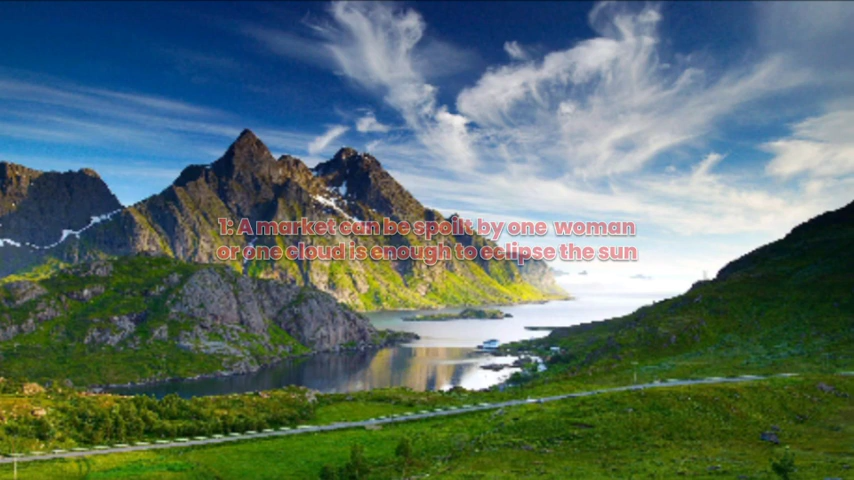 1: A market can be spoilt by one woman
or one cloud is enough to eclipse the sun